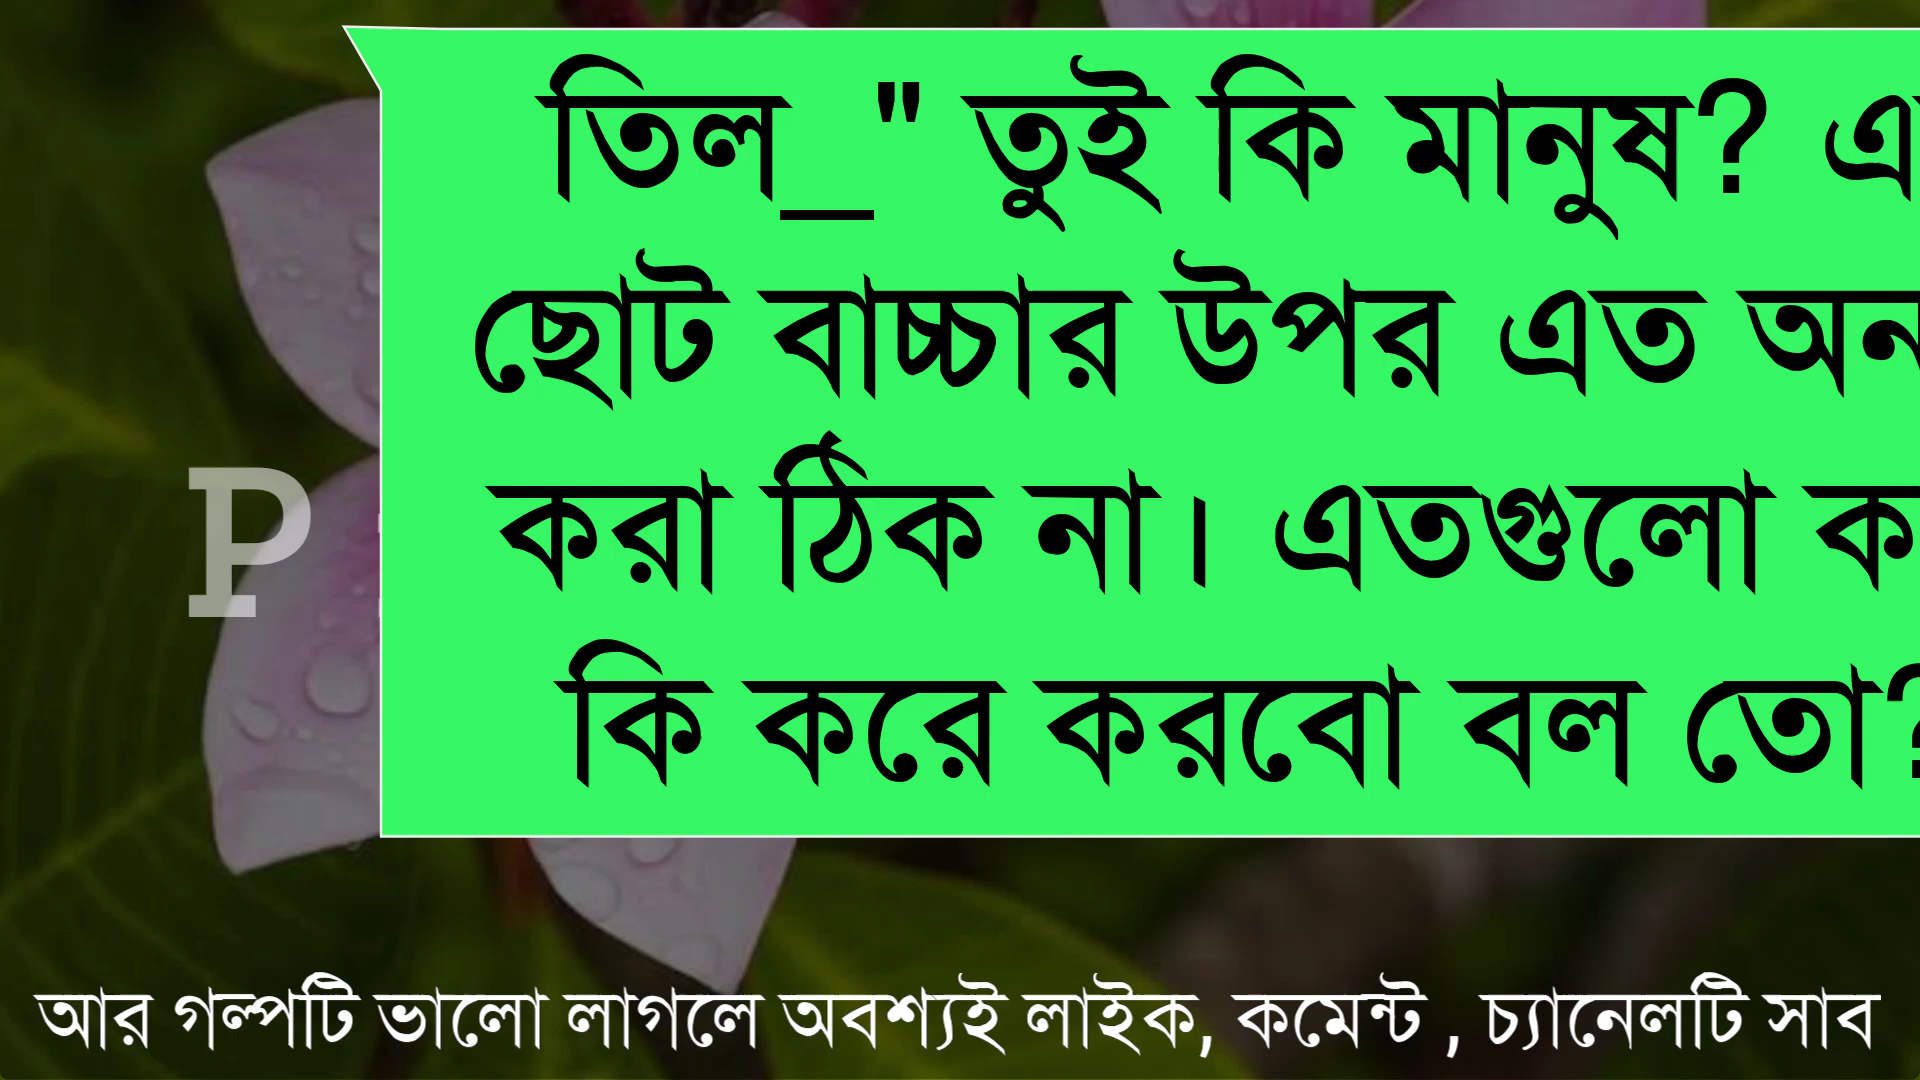 তিল_" তুই কি মানুষ?
ছোট বাচ্চার উপর এত
করা ঠিক না। এতগুলো
কি করে করবো বল তো?
P
আর গল্পটি ভালো লাগলে অবশ্যই লাইক, কমেন্ট , চ্যানেলটি সাব